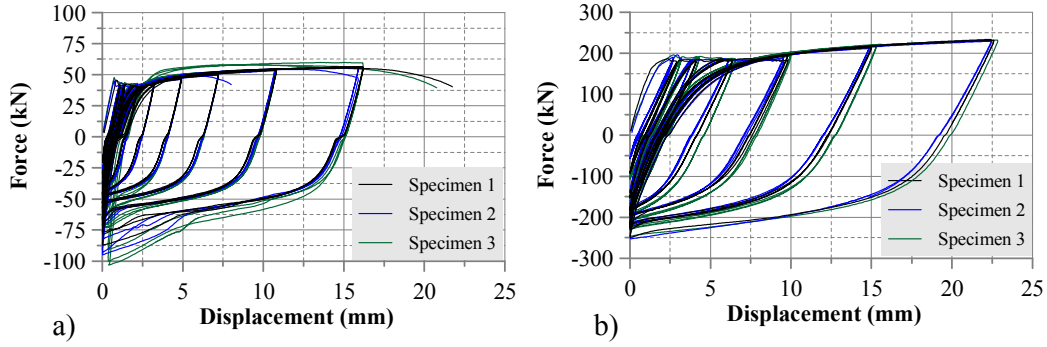 100
75
50
25
0
-25
-50
-75
-100
Force (kN)
0
5
10
15
20
25
Displacement (mm)
Specimen 1
Specimen 2
Specimen 3
a)
300
200
100
0
-100
-200
-300
Force (kN)
0
5
10
15
20
25
Displacement (mm)
Specimen 1
Specimen 2
Specimen 3
b)